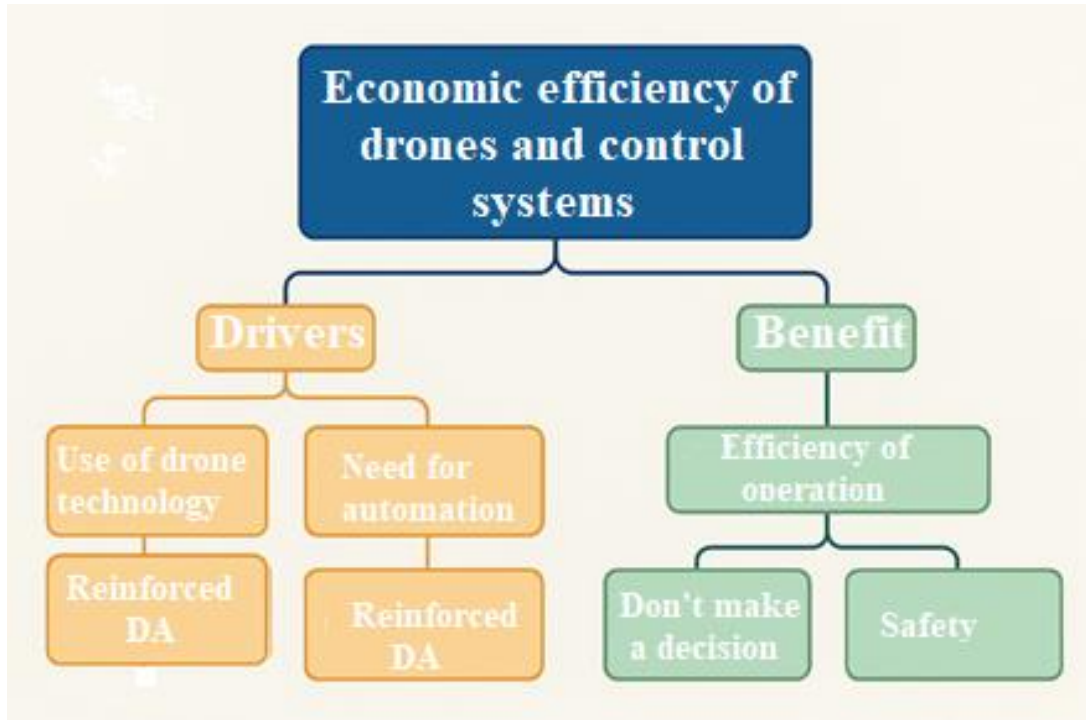 Economic efficiency of
drones and control
systems
Drivers
Benefit
Use of drone
technology
Need for
automation
Efficiency of
operation
Reinforced
DA
Reinforced
DA
Don't make
a decision
Safety